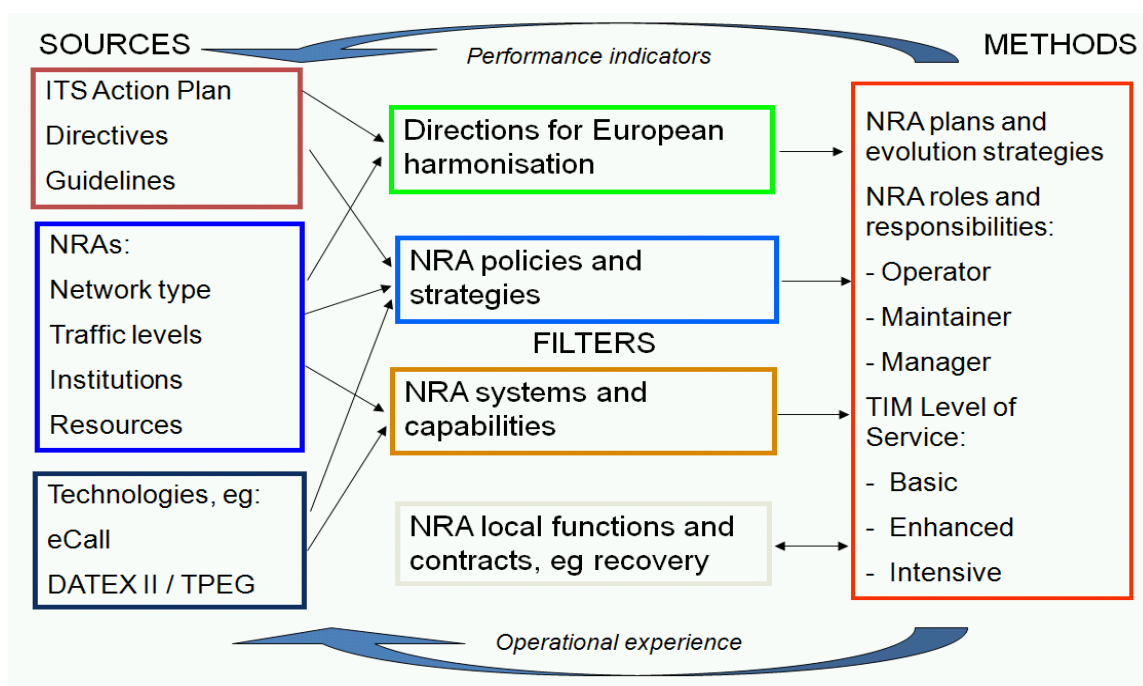 SOURCES
Performance indicators
METHODS
ITS Action Plan
Directives
Guidelines
NRAs:
Network type
Traffic levels
Institutions
Resources
Technologies, eg:
eCall
DATEX II / TPEG
Directions for European
harmonisation
NRA policies and
strategies
FILTERS
NRA systems and
capabilities
NRA local functions and
contracts, eg recovery
NRA plans and
evolution strategies
NRA roles and
responsibilities:
- Operator
- Maintainer
- Manager
TIM Level of
Service:
- Basic
- Enhanced
- Intensive
Operational experience